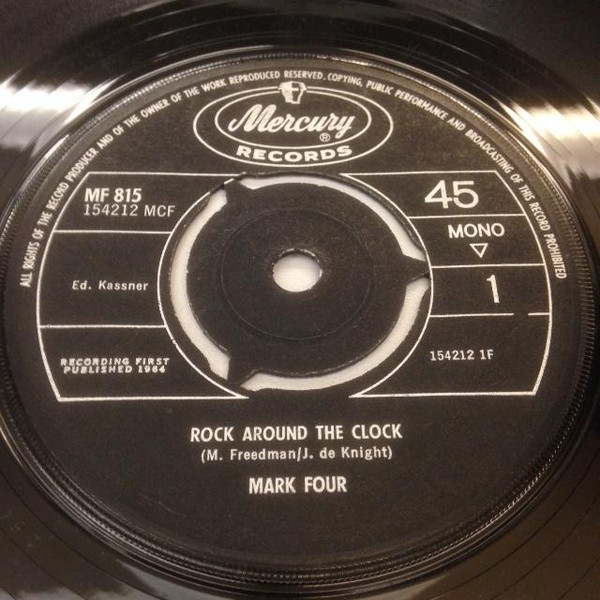 ALL RIGHTS OF THE RECORD PRODUCER AND OF THE OWNER OF THE WORK REPRODUCED RESERVED. COPYING, PUBLIC PERFORMANCE AND BROADCASTING OF THIS RECORD PROHIBITED
Mercury ®
RECORDS
MF 815
154212 MCF
45
MONO
▽
Ed. Kassner
1
RECORDING FIRST
PUBLISHED 1964
154212 1F
ROCK AROUND THE CLOCK
(M. Freedman/J. de Knight)
MARK FOUR